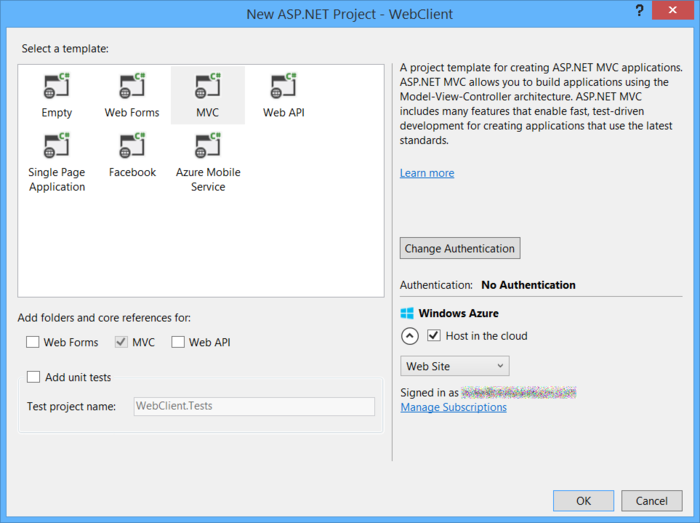 New ASP.NET Project - WebClient
?
Select a template:
C#
C#
C#
C#
Empty
Web Forms
MVC
Web API
C#
C#
C#
Single Page
Application
Facebook
Azure Mobile
Service
A project template for creating ASP.NET MVC applications.
ASP.NET MVC allows you to build applications using the
Model-View-Controller architecture. ASP.NET MVC
includes many features that enable fast, test-driven
development for creating applications that use the latest
standards.
Learn more
Change Authentication
Authentication: No Authentication
Windows Azure
Host in the cloud
Web Site
Signed in as
Manage Subscriptions
Add folders and core references for:
Web Forms
MVC
Web API
Add unit tests
Test project name:
WebClient.Tests
OK
Cancel